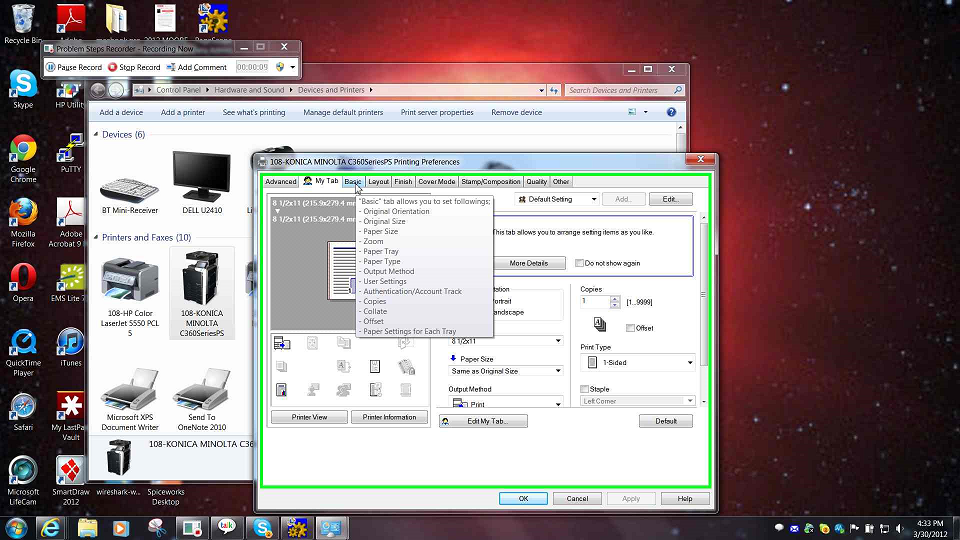 Recycle Bin
Problem Steps Recorder - Recording Now
Pause Record
Stop Record
Add Comment
00:00:09
Control Panel
Hardware and Sound
Devices and Printers
Search Devices and Printers
Add a device
Add a printer
See what's printing
Manage default printers
Print server properties
Remove device
Devices (6)
BT Mini-Receiver
DELL U2410
Printers and Faxes (10)
108-HP Color
LaserJet 5550 PCL
5
108-KONICA
MINOLTA
C360SeriesPS
Microsoft XPS
Document Writer
Send To
OneNote 2010
108-KONICA MINOLTA C36
Skype
HP Utility
Google
Chrome
PuTTY
Mozilla
Firefox
Adobe
Acrobat 9
Opera
EMS Lite
QuickTime
Player
iTunes
Safari
My LastPa
Vault
Microsoft
LifeCam
SmartDraw
2012
wireshark-w...
Spiceworks
Desktop
108-KONICA MINOLTA C360SeriesPS Printing Preferences
Advanced
My Tab
Basic
Layout
Finish
Cover Mode
Stamp/Composition
Quality
Other
8 1/2x11 (215.9x279.4 mm
8 1/2x11 (215.9x279.4 mm
"Basic" tab allows you to set followings;
- Original Orientation
- Original Size
- Paper Size
- Zoom
- Paper Tray
- Paper Type
- Output Method
- User Settings
- Authentication/Account Track
- Copies
- Collate
- Offset
- Paper Settings for Each Tray
Default Setting
Add...
Edit...
This tab allows you to arrange setting items as you like.
More Details
Do not show again
8 1/2x11
Paper Size
Same as Original Size
Output Method
Print
Copies
1
[1..9999]
Offset
Print Type
1-Sided
Staple
Left Corner
Printer View
Printer Information
Edit My Tab...
Default
OK
Cancel
Apply
Help
talk
4:33 PM
3/30/2012